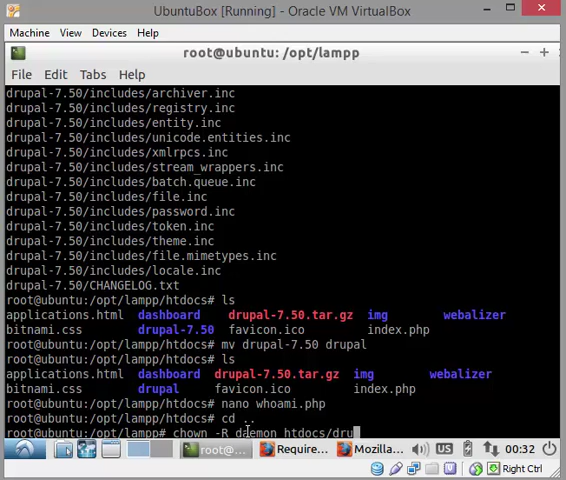 UbuntuBox [Running] - Oracle VM VirtualBox
Machine View Devices Help
root@ubuntu: /opt/lampp
File Edit Tabs Help
drupal-7.50/includes/archiver.inc
drupal-7.50/includes/registry.inc
drupal-7.50/includes/entity.inc
drupal-7.50/includes/unicode.entities.inc
drupal-7.50/includes/xmlrpcs.inc
drupal-7.50/includes/stream_wrappers.inc
drupal-7.50/includes/batch.queue.inc
drupal-7.50/includes/file.inc
drupal-7.50/includes/password.inc
drupal-7.50/includes/token.inc
drupal-7.50/includes/theme.inc
drupal-7.50/includes/file.mimetypes.inc
drupal-7.50/includes/locale.inc
drupal-7.50/CHANGELOG.txt
root@ubuntu:/opt/lampp/htdocs# ls
applications.html dashboard drupal-7.50.tar.gz img webalizer
bitnami.css drupal-7.50 favicon.ico index.php
root@ubuntu:/opt/lampp/htdocs# mv drupal-7.50 drupal
root@ubuntu:/opt/lampp/htdocs# ls
applications.html dashboard drupal-7.50.tar.gz img webalizer
bitnami.css drupal favicon.ico index.php
root@ubuntu:/opt/lampp/htdocs# nano whoami.php
root@ubuntu:/opt/lampp/htdocs# cd ..
root@ubuntu:/opt/lampp# chown -R daemon htdocs/dru
root@... Require... Mozilla... US 00:32
Right Ctrl